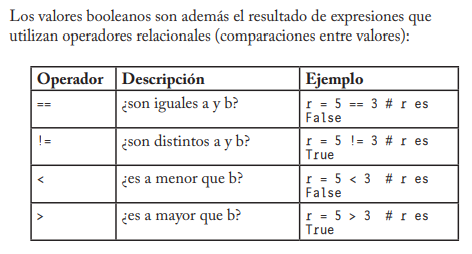 Los valores booleanos son además el resultado de expresiones que
utilizan operadores relacionales (comparaciones entre valores):
Operador Descripción Ejemplo
== ¿son iguales a y b? r = 5 == 3 # r es
False
!= ¿son distintos a y b? r = 5 != 3 # r es
True
< ¿es a menor que b? r = 5 < 3 # r es
False
> ¿es a mayor que b? r = 5 > 3 # r es
True